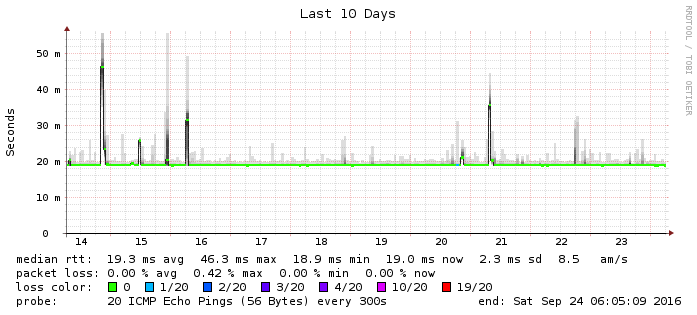 Last 10 Days
RRDTOOL / TOBI OETIKER
Seconds
50 m
40 m
30 m
20 m
10 m
0
14 15 16 17 18 19 20 21 22 23
median rtt: 19.3 ms avg 46.3 ms max 18.9 ms min 19.0 ms now 2.3 ms sd 8.5 am/s
packet loss: 0.00 % avg 0.42 % max 0.00 % min 0.00 % now
loss color: 0 1/20 2/20 3/20 4/20 10/20 19/20
probe: 20 ICMP Echo Pings (56 Bytes) every 300s end: Sat Sep 24 06:05:09 2016